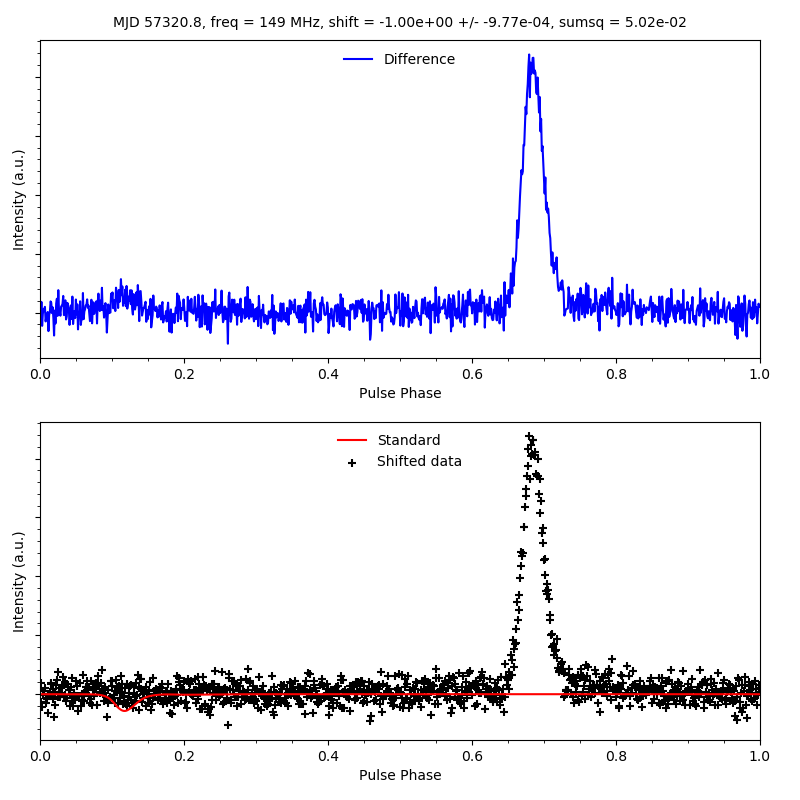 MJD 57320.8, freq = 149 MHz, shift = -1.00e+00 +/- -9.77e-04, sumsq = 5.02e-02
Difference
Intensity (a.u.)
0.0 0.2 0.4 0.6 0.8 1.0
Pulse Phase
Standard
Shifted data
Intensity (a.u.)
0.0 0.2 0.4 0.6 0.8 1.0
Pulse Phase